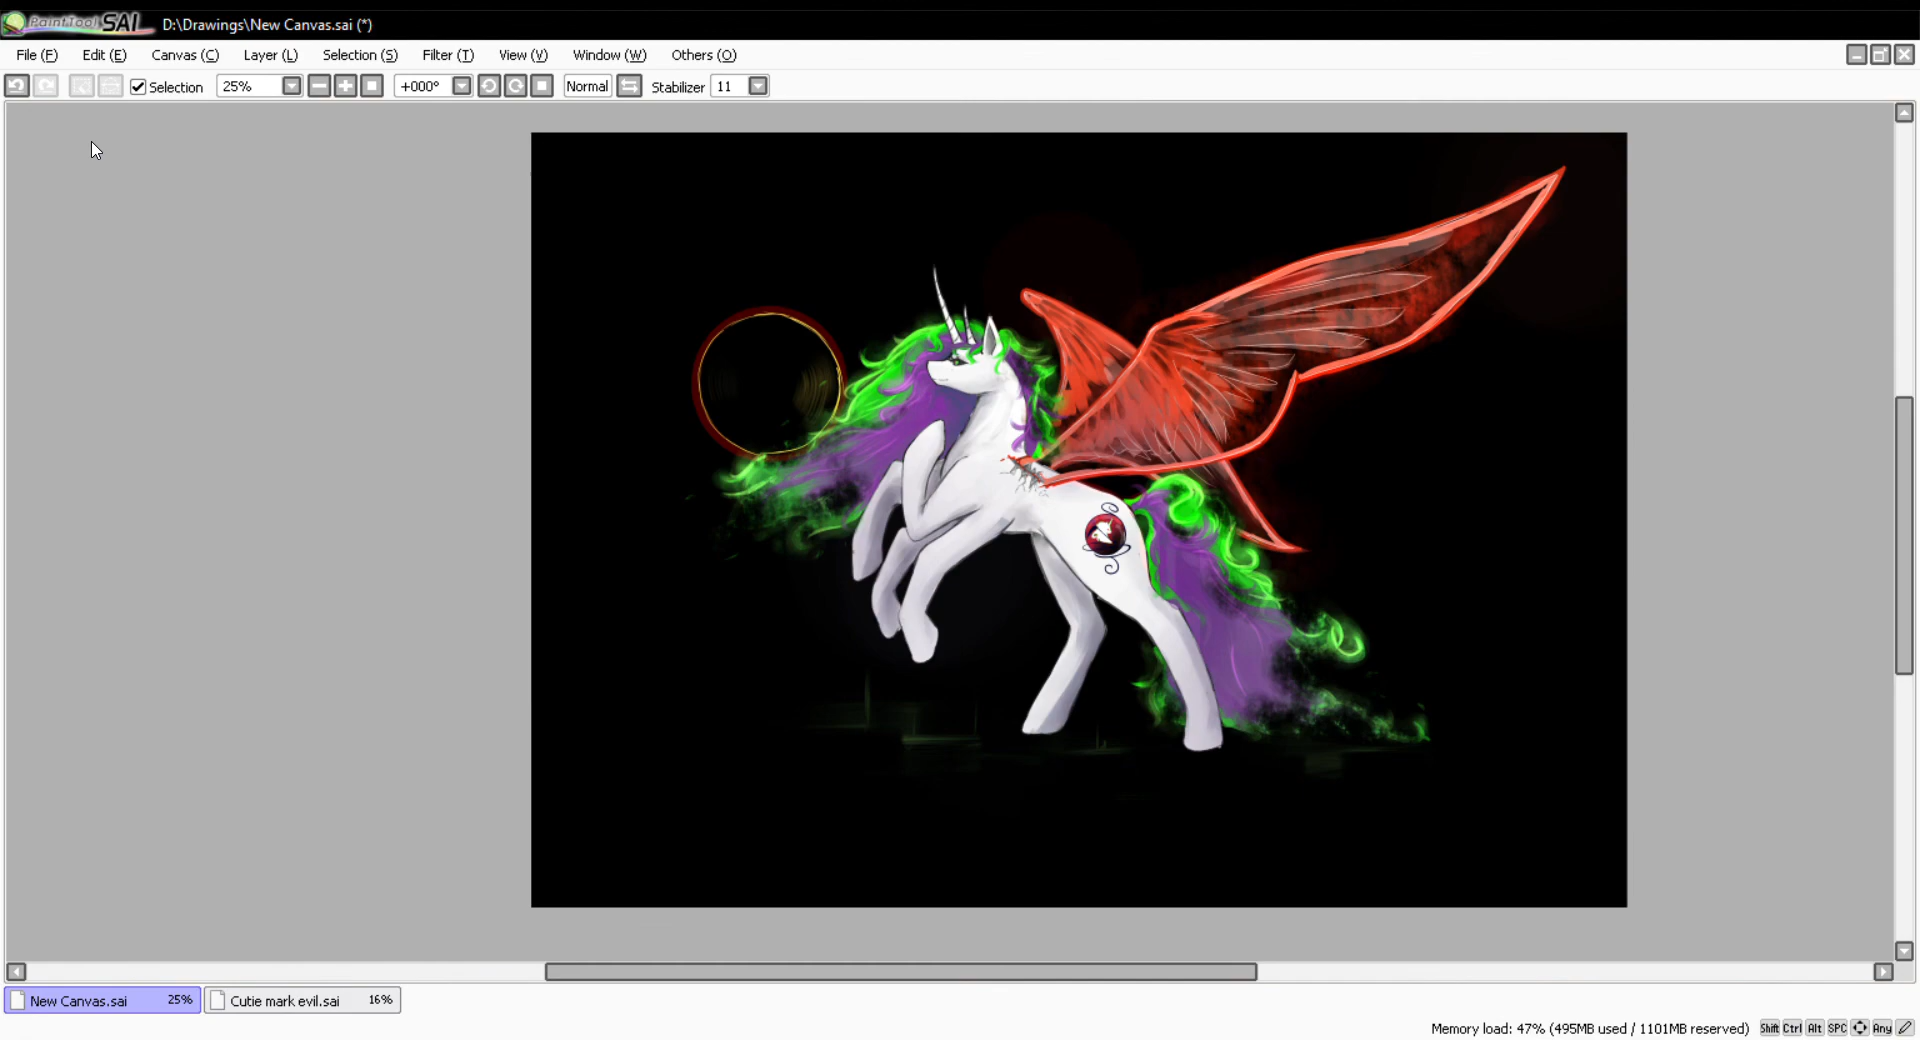 PaintTool SAI D:\Drawings\New Canvas.sai (*)
File (F) Edit (E) Canvas (C) Layer (L) Selection (S) Filter (T) View (V) Window (W) Others (O)
Selection 25% +000° Normal Stabilizer 11
New Canvas.sai 25% Cutie mark evil.sai 16%
Memory load: 47% (495MB used / 1101MB reserved) Shift Ctrl Alt SPC Any